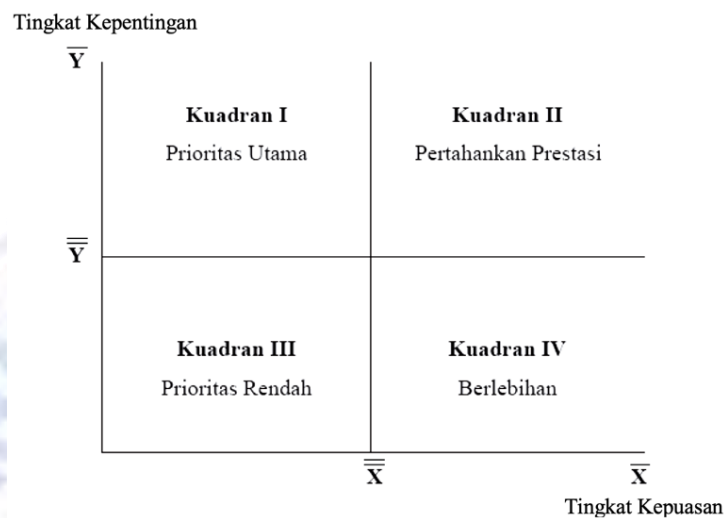 Tingkat Kepentingan
Y̅
Kuadran I
Prioritas Utama
Kuadran II
Pertahankan Prestasi
Y̿
Kuadran III
Prioritas Rendah
Kuadran IV
Berlebihan
X̿
X̅
Tingkat Kepuasan